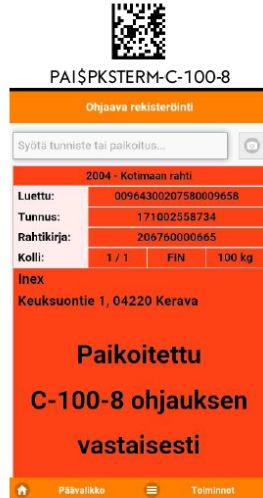 PAI$PKSTERM-C-100-8
Ohjaava rekisteröinti
Syötä tunniste tai paikoitus...
2004 - Kotimaan rahti
Luettu: 00964300207580009658
Tunnus: 171002558734
Rahtikirja: 206760000665
Kolli: 1 / 1 FIN 100 kg
Inex
Keuksuontie 1, 04220 Kerava
Paikoitettu
C-100-8 ohjauksen
vastaisesti
Päävalikko Toiminnot